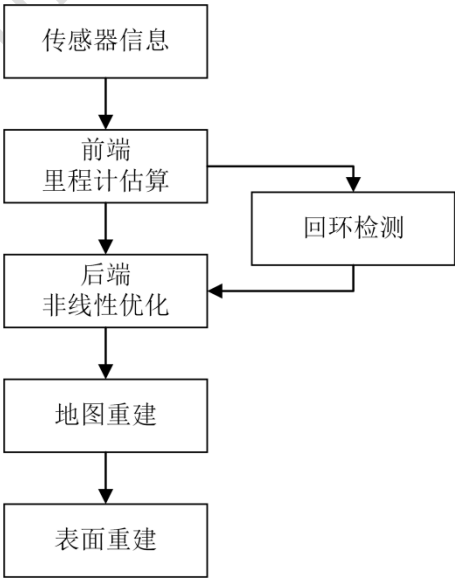 传感器信息
前端
里程计估算
回环检测
后端
非线性优化
地图重建
表面重建